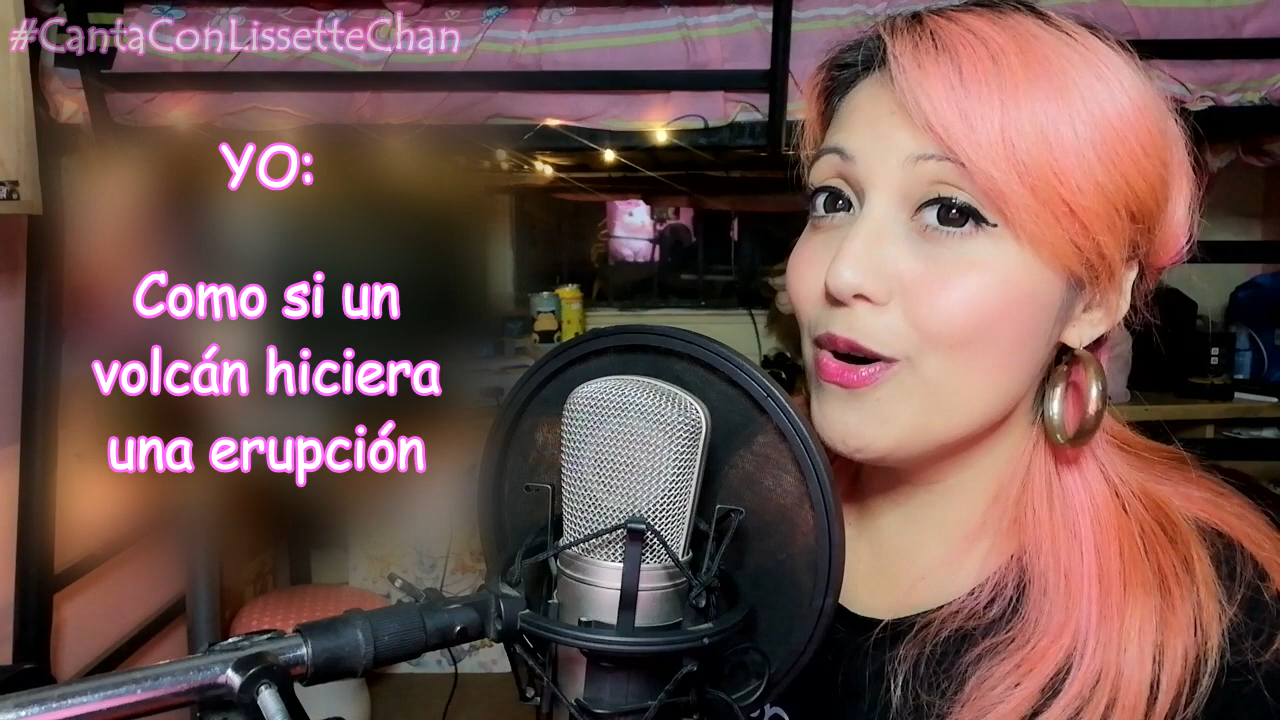 #CantaConLissetteChan
YO:
Como si un
volcán hiciera
una erupción